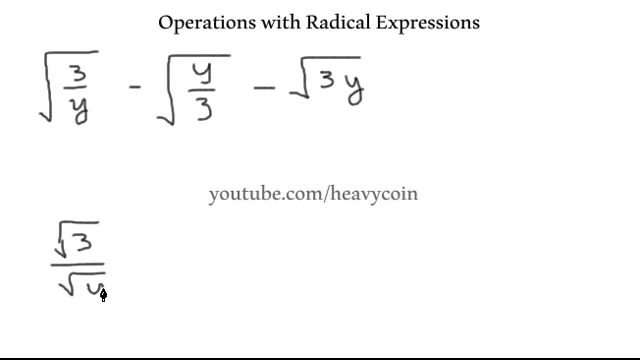 Operations with Radical Expressions
√(3/y) - √(y/3) - √(3y)
youtube.com/heavycoin
√3/√y